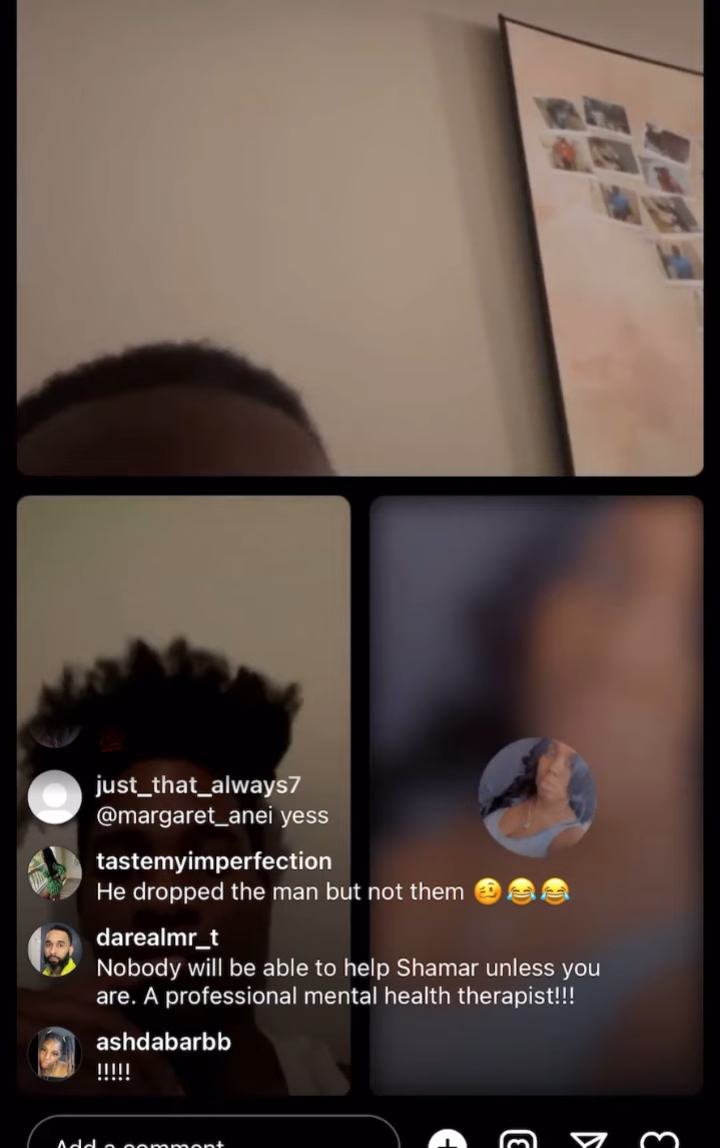 just_that_always7
@margaret_anei yess
tastemyimperfection
He dropped the man but not them 🥴😂😂
darealmr_t
Nobody will be able to help Shamar unless you
are. A professional mental health therapist!!!
ashdabarbb
!!!!!
Add a comment